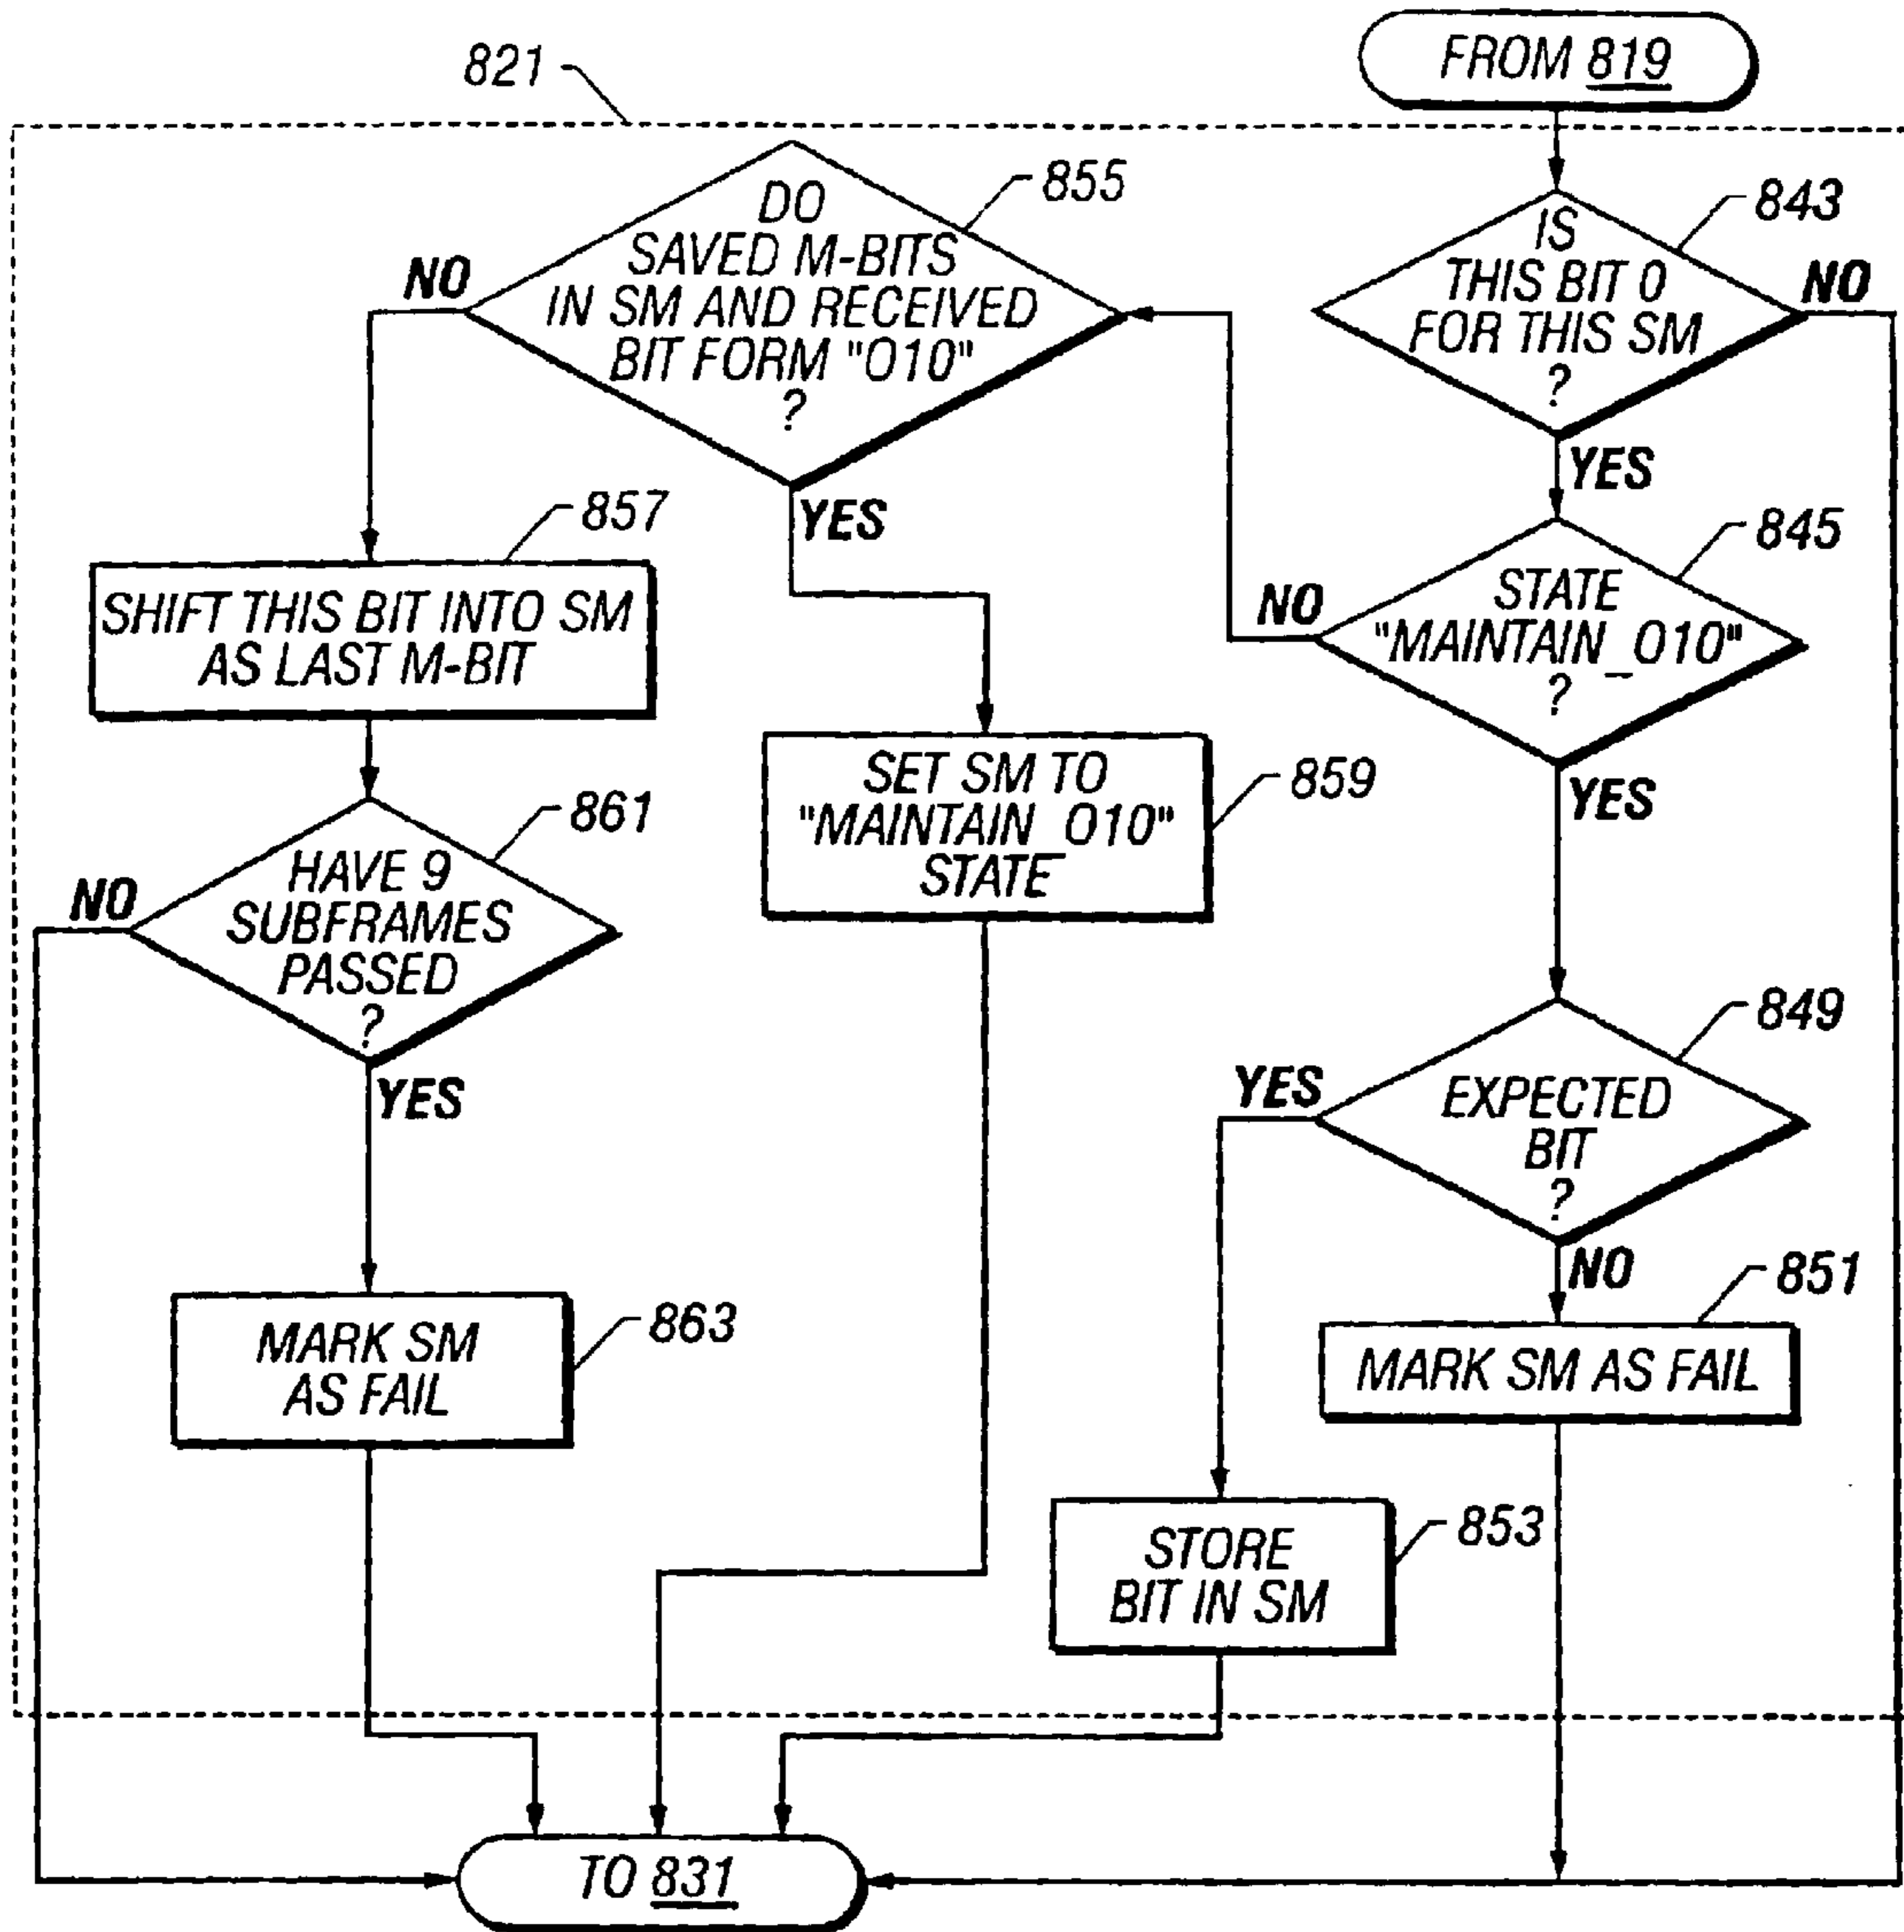 FROM 819
821
IS
THIS BIT 0
FOR THIS SM
?
843
NO
YES
DO
SAVED M-BITS
IN SM AND RECEIVED
BIT FORM "010"
?
855
NO
YES
STATE
"MAINTAIN_010"
?
845
NO
YES
SHIFT THIS BIT INTO SM
AS LAST M-BIT
857
SET SM TO
"MAINTAIN_010"
STATE
859
HAVE 9
SUBFRAMES
PASSED
?
861
NO
YES
EXPECTED
BIT
?
849
YES
NO
MARK SM
AS FAIL
863
MARK SM AS FAIL
851
STORE
BIT IN SM
853
TO 831